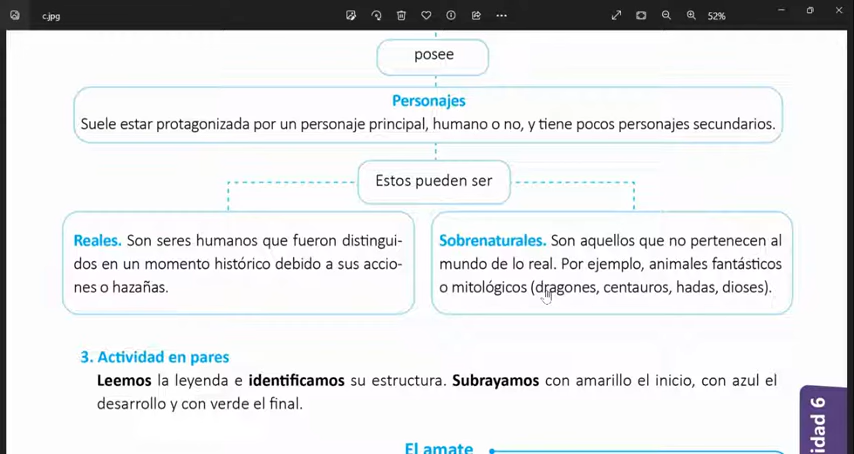 c.jpg
52%
posee
Personajes
Suele estar protagonizada por un personaje principal, humano o no, y tiene pocos personajes secundarios.
Estos pueden ser
Reales. Son seres humanos que fueron distingui-
dos en un momento histórico debido a sus accio-
nes o hazañas.
Sobrenaturales. Son aquellos que no pertenecen al
mundo de lo real. Por ejemplo, animales fantásticos
o mitológicos (dragones, centauros, hadas, dioses).
3. Actividad en pares
Leemos la leyenda e identificamos su estructura. Subrayamos con amarillo el inicio, con azul el
desarrollo y con verde el final.
idad 6
El amate